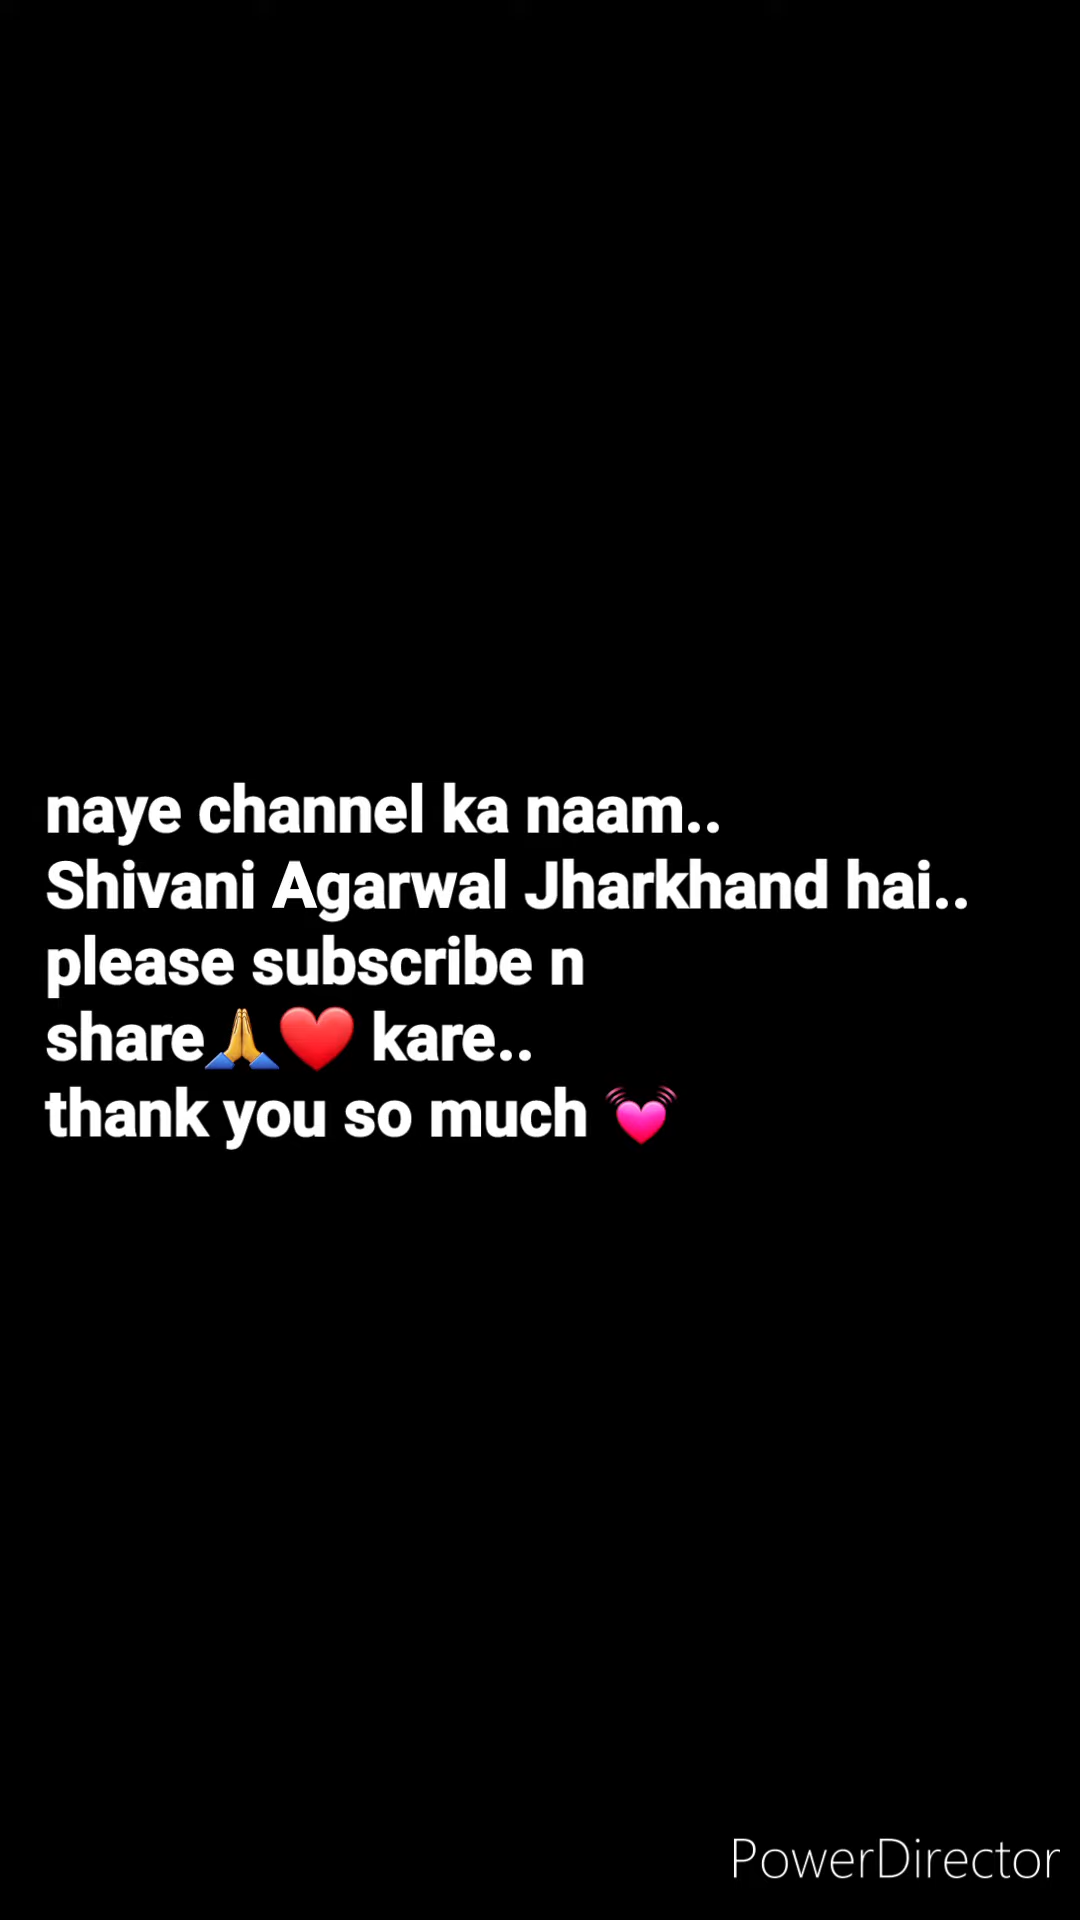 naye channel ka naam..
Shivani Agarwal Jharkhand hai..
please subscribe n
share🙏❤️ kare..
thank you so much 💓
PowerDirector